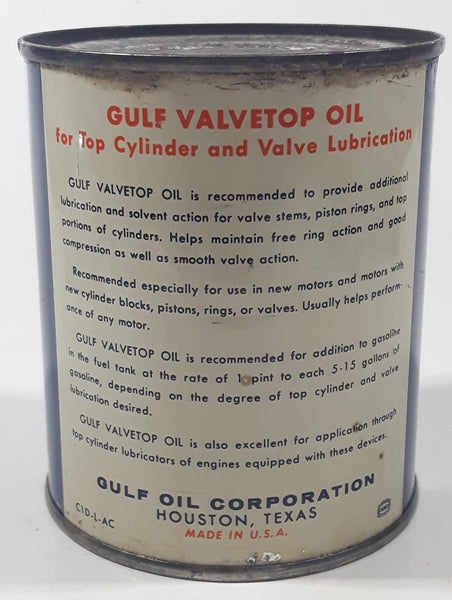 GULF VALVETOP OIL
for Top Cylinder and Valve Lubrication
GULF VALVETOP OIL is recommended to provide additional
lubrication and solvent action for valve stems, piston rings, and top
portions of cylinders. Helps maintain free ring action and good
compression as well as smooth valve action.
Recommended especially for use in new motors and motors with
new cylinder blocks, pistons, rings, or valves. Usually helps perform-
ance of any motor.
GULF VALVETOP OIL is recommended for addition to gasoline
in the fuel tank at the rate of 1 pint to each 5-15 gallons of
gasoline, depending on the degree of top cylinder and valve
lubrication desired.
GULF VALVETOP OIL is also excellent for application through
top cylinder lubricators of engines equipped with these devices.
GULF OIL CORPORATION
HOUSTON, TEXAS
MADE IN U.S.A.
C1D-L-AC